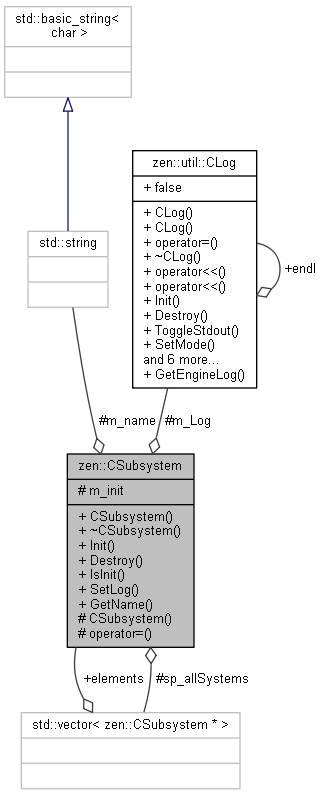 std::basic_string<
char >
zen::util::CLog
+ false
+ CLog()
+ CLog()
+ operator=()
+ ~CLog()
+ operator<<()
+ operator<<()
+ Init()
+ Destroy()
+ ToggleStdout()
+ SetMode()
and 6 more...
+ GetEngineLog()
+endl
std::string
#m_name
#m_Log
zen::CSubsystem
# m_init
+ CSubsystem()
+ ~CSubsystem()
+ Init()
+ Destroy()
+ IsInit()
+ SetLog()
+ GetName()
# CSubsystem()
# operator=()
+elements
#sp_allSystems
std::vector< zen::CSubsystem * >